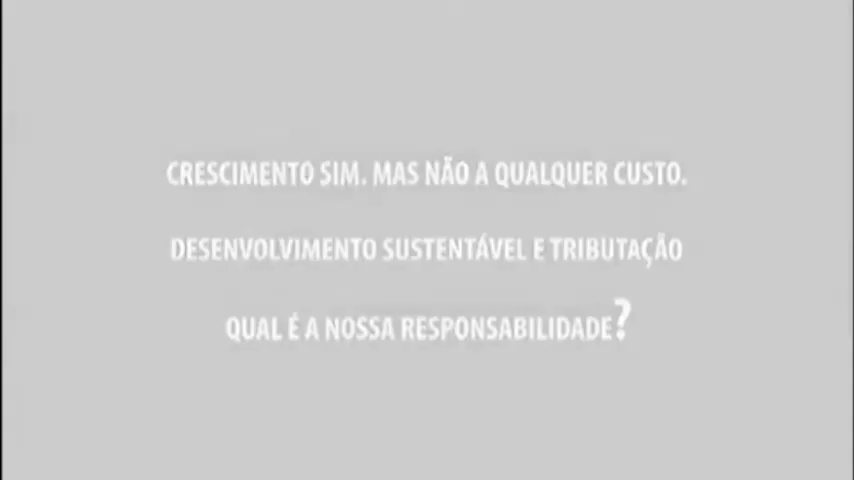 CRESCIMENTO SIM. MAS NÃO A QUALQUER CUSTO.
DESENVOLVIMENTO SUSTENTÁVEL E TRIBUTAÇÃO
QUAL É A NOSSA RESPONSABILIDADE?